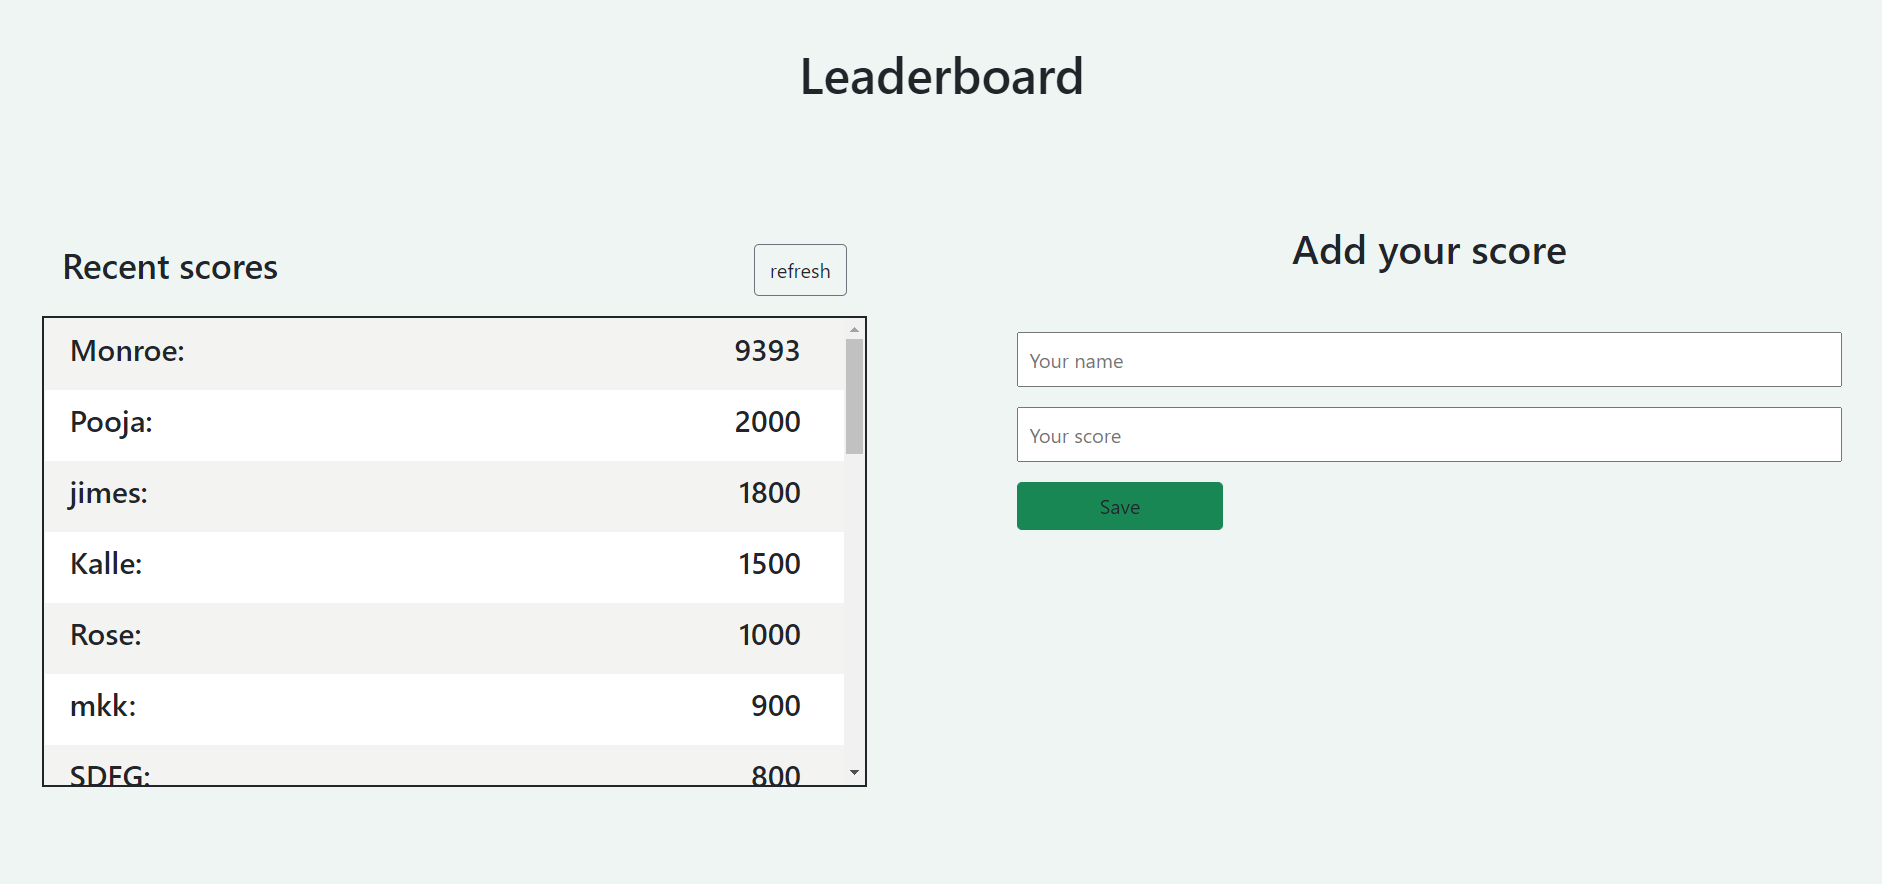 Leaderboard
Recent scores
refresh
Monroe: 9393
Pooja: 2000
jimes: 1800
Kalle: 1500
Rose: 1000
mkk: 900
SDFG: 800
Add your score
Your name
Your score
Save